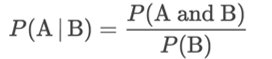 P(A | B) = P(A and B) / P(B)